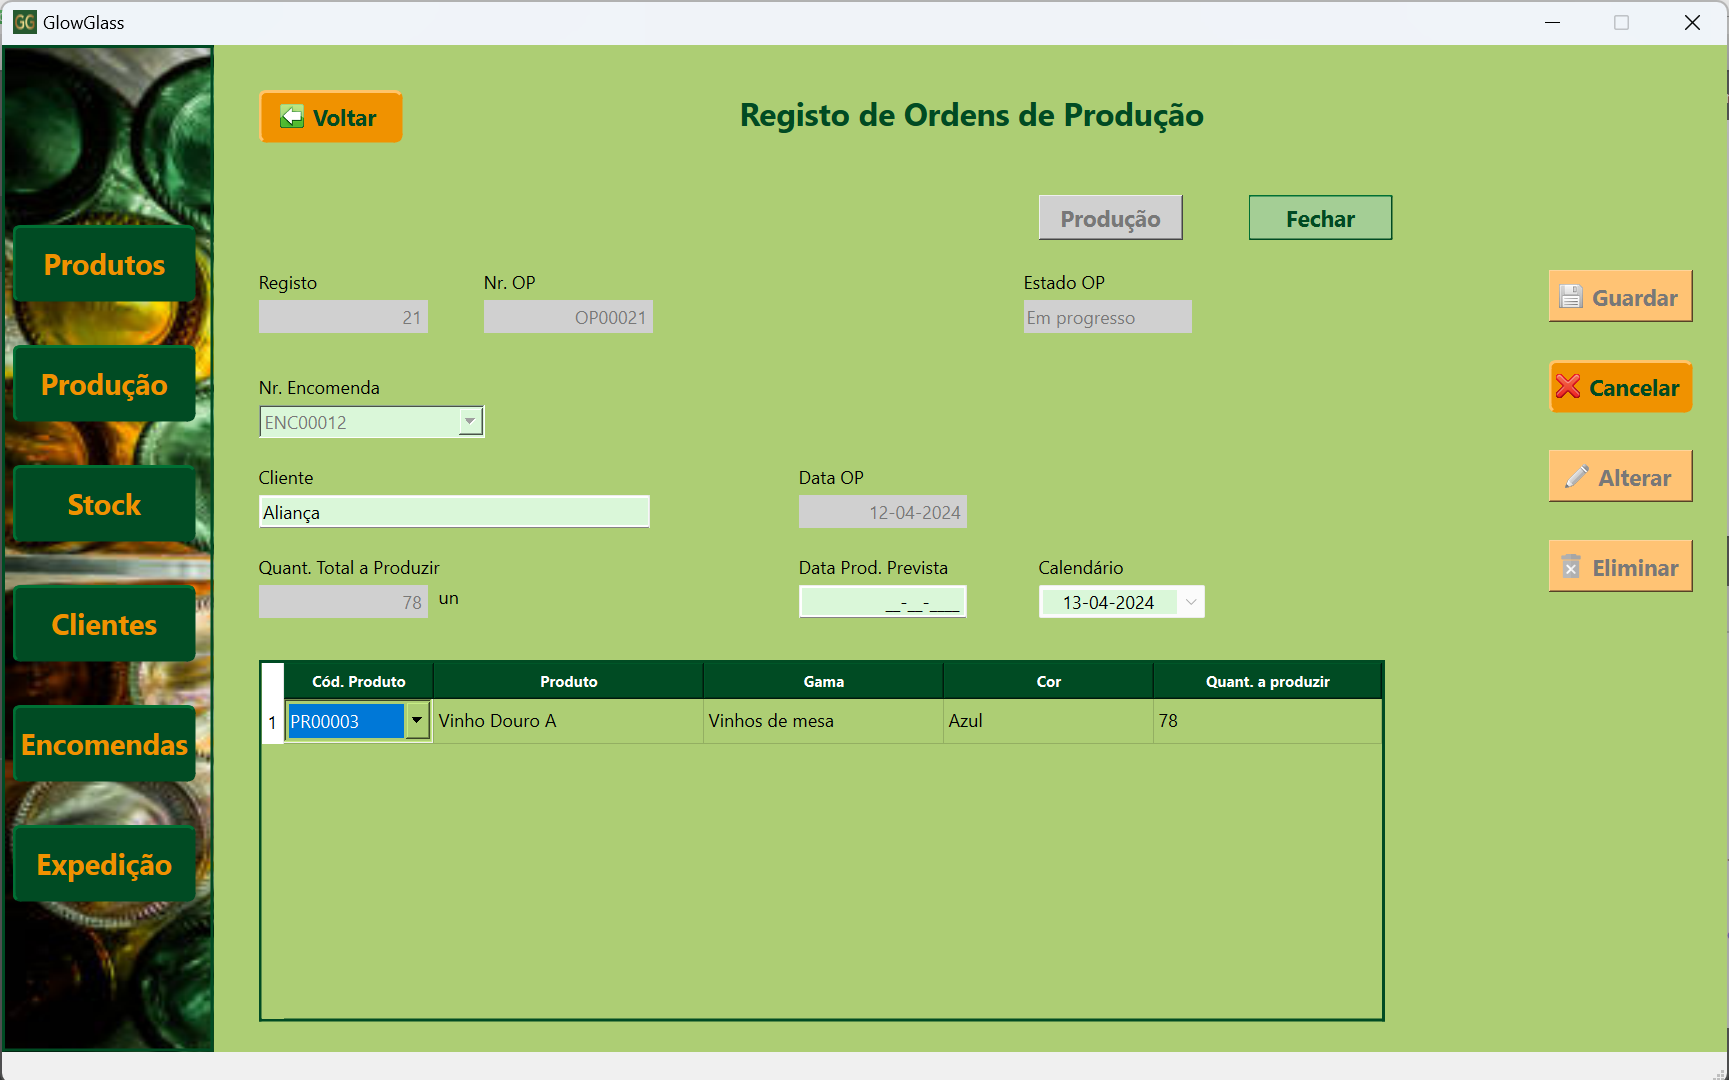 GG GlowGlass
Voltar
Registo de Ordens de Produção
Produção
Fechar
Produtos
Produção
Stock
Clientes
Encomendas
Expedição
Registo
Nr. OP
Estado OP
21
OP00021
Em progresso
Guardar
Nr. Encomenda
ENC00012
Cancelar
Cliente
Data OP
Aliança
12-04-2024
Alterar
Quant. Total a Produzir
Data Prod. Prevista
Calendário
78 un
__-__-____
13-04-2024
Eliminar
Cód. Produto Produto Gama Cor Quant. a produzir
1 PR00003 Vinho Douro A Vinhos de mesa Azul 78